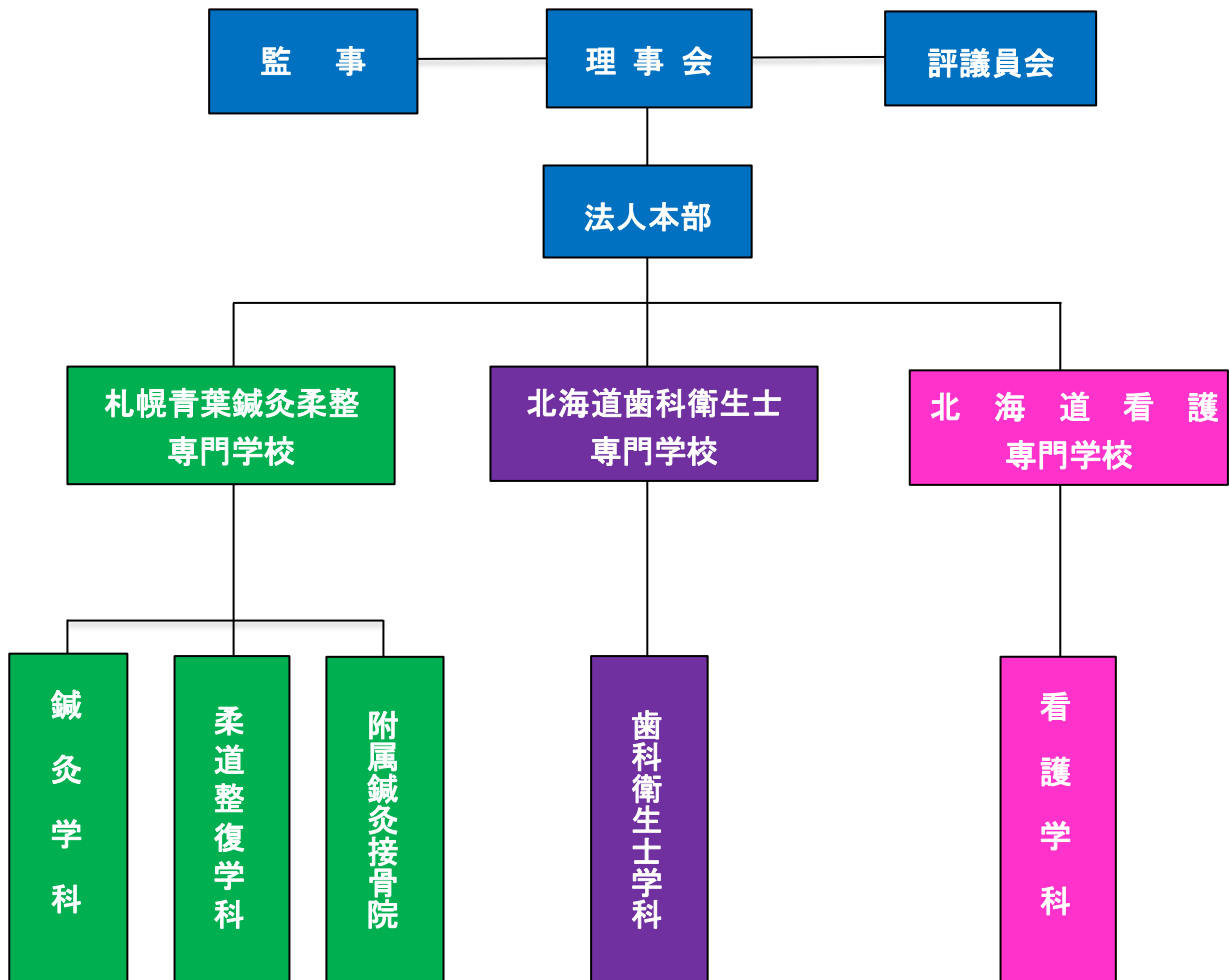 監　事
理 事 会
評議員会
法人本部
札幌青葉鍼灸柔整
専門学校
北海道歯科衛生士
専門学校
北　海　道　看　護
専門学校
鍼灸学科
柔道整復学科
附属鍼灸接骨院
歯科衛生士学科
看護学科